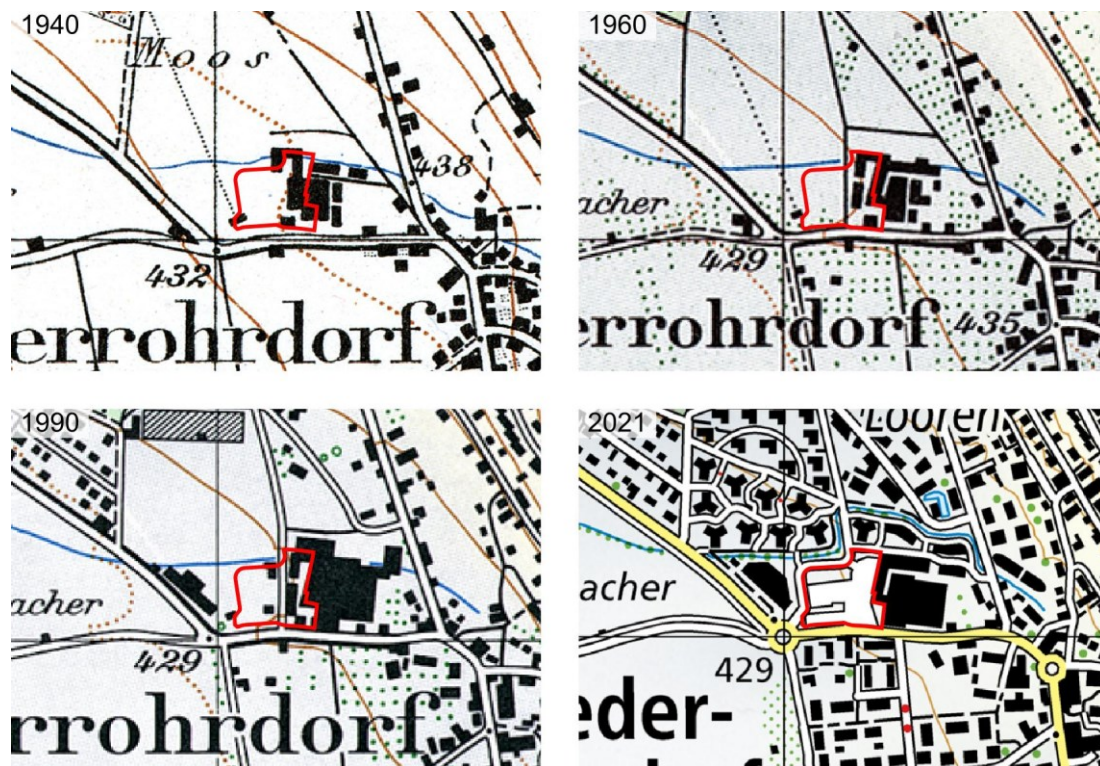 1940
Moos
438
432
errohrdorf
1960
acher
429
errohrdorf
435
1990
acher
429
rrohrdorf
2021
Looren
acher
429
eder-